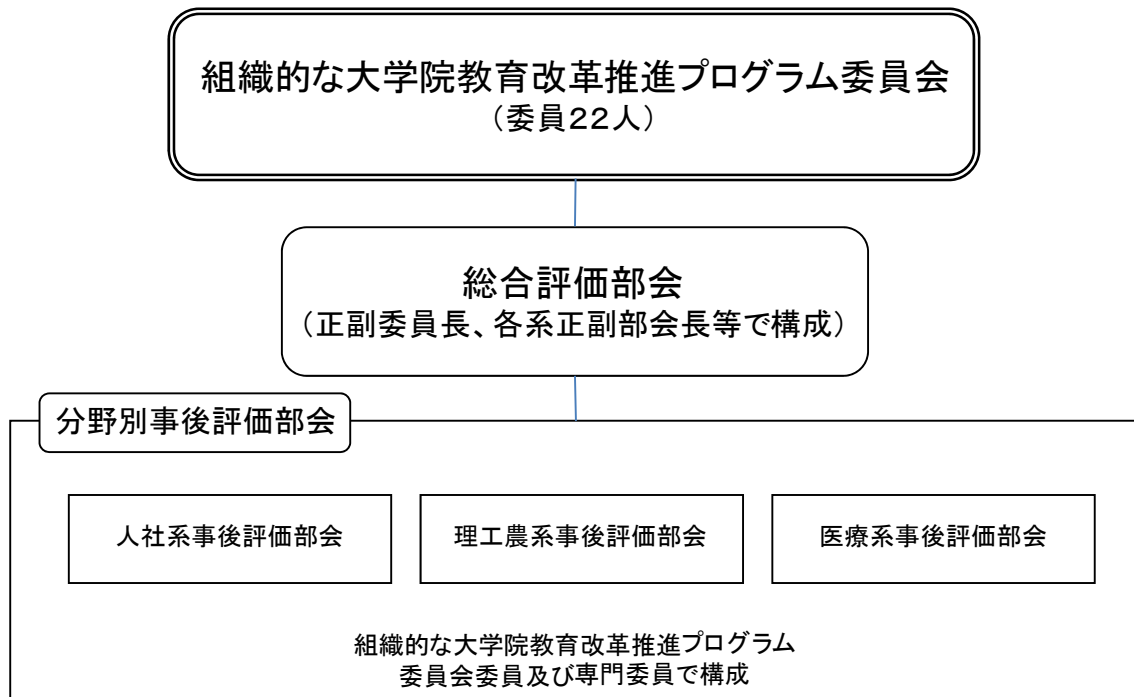 組織的な大学院教育改革推進プログラム委員会
（委員２２人）
総合評価部会
（正副委員長、各系正副部会長等で構成）
分野別事後評価部会
人社系事後評価部会
理工農系事後評価部会
医療系事後評価部会
組織的な大学院教育改革推進プログラム
委員会委員及び専門委員で構成